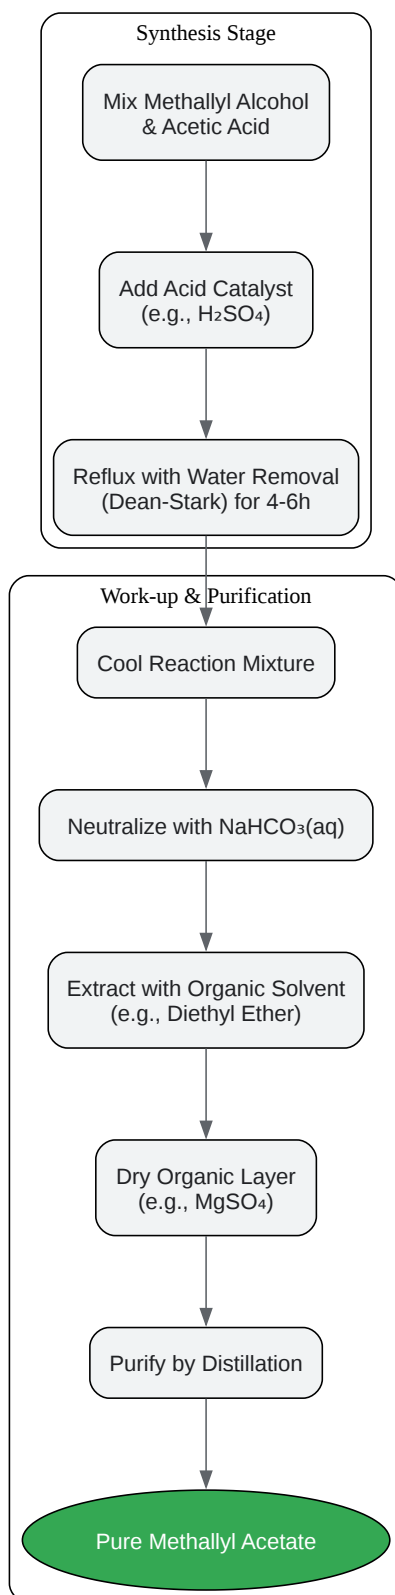 Synthesis Stage
Mix Methallyl Alcohol
& Acetic Acid
Add Acid Catalyst
(e.g., H₂SO₄)
Reflux with Water Removal
(Dean-Stark) for 4-6h
Work-up & Purification
Cool Reaction Mixture
Neutralize with NaHCO₃(aq)
Extract with Organic Solvent
(e.g., Diethyl Ether)
Dry Organic Layer
(e.g., MgSO₄)
Purify by Distillation
Pure Methallyl Acetate